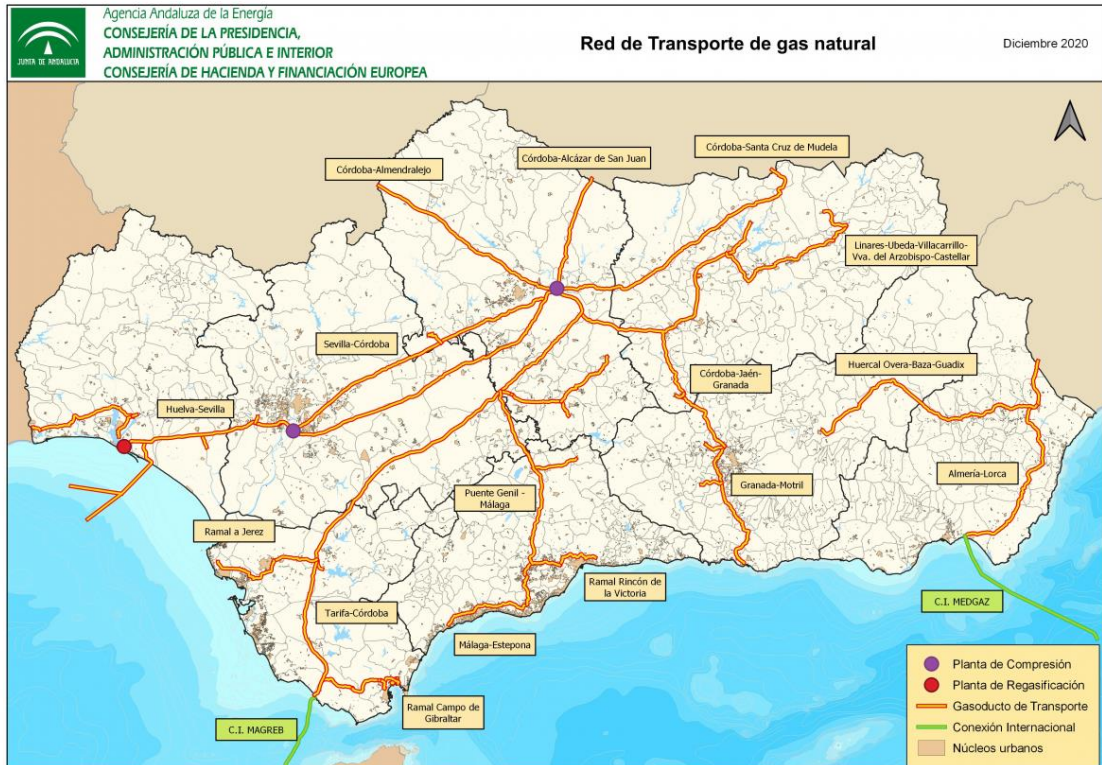 JUNTA DE ANDALUCIA
Agencia Andaluza de la Energía
CONSEJERÍA DE LA PRESIDENCIA,
ADMINISTRACIÓN PÚBLICA E INTERIOR
CONSEJERÍA DE HACIENDA Y FINANCIACIÓN EUROPEA
Red de Transporte de gas natural
Diciembre 2020
Córdoba-Almendralejo
Córdoba-Alcázar de San Juan
Córdoba-Santa Cruz de Mudela
Linares-Ubeda-Villacarrillo-
Vva. del Arzobispo-Castellar
Sevilla-Córdoba
Córdoba-Jaén-
Granada
Huercal Overa-Baza-Guadix
Huelva-Sevilla
Puente Genil -
Málaga
Granada-Motril
Almería-Lorca
Ramal a Jerez
Ramal Rincón de
la Victoria
Tarifa-Córdoba
Málaga-Estepona
C.I. MEDGAZ
Ramal Campo de
Gibraltar
C.I. MAGREB
Planta de Compresión
Planta de Regasificación
Gasoducto de Transporte
Conexión Internacional
Núcleos urbanos